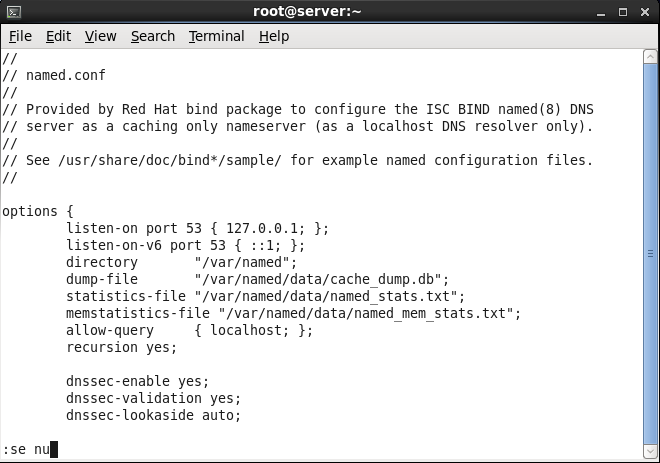 root@server:~
File Edit View Search Terminal Help
//
// named.conf
//
// Provided by Red Hat bind package to configure the ISC BIND named(8) DNS
// server as a caching only nameserver (as a localhost DNS resolver only).
//
// See /usr/share/doc/bind*/sample/ for example named configuration files.
//
options {
listen-on port 53 { 127.0.0.1; };
listen-on-v6 port 53 { ::1; };
directory "/var/named";
dump-file "/var/named/data/cache_dump.db";
statistics-file "/var/named/data/named_stats.txt";
memstatistics-file "/var/named/data/named_mem_stats.txt";
allow-query { localhost; };
recursion yes;
dnssec-enable yes;
dnssec-validation yes;
dnssec-lookaside auto;
:se nu